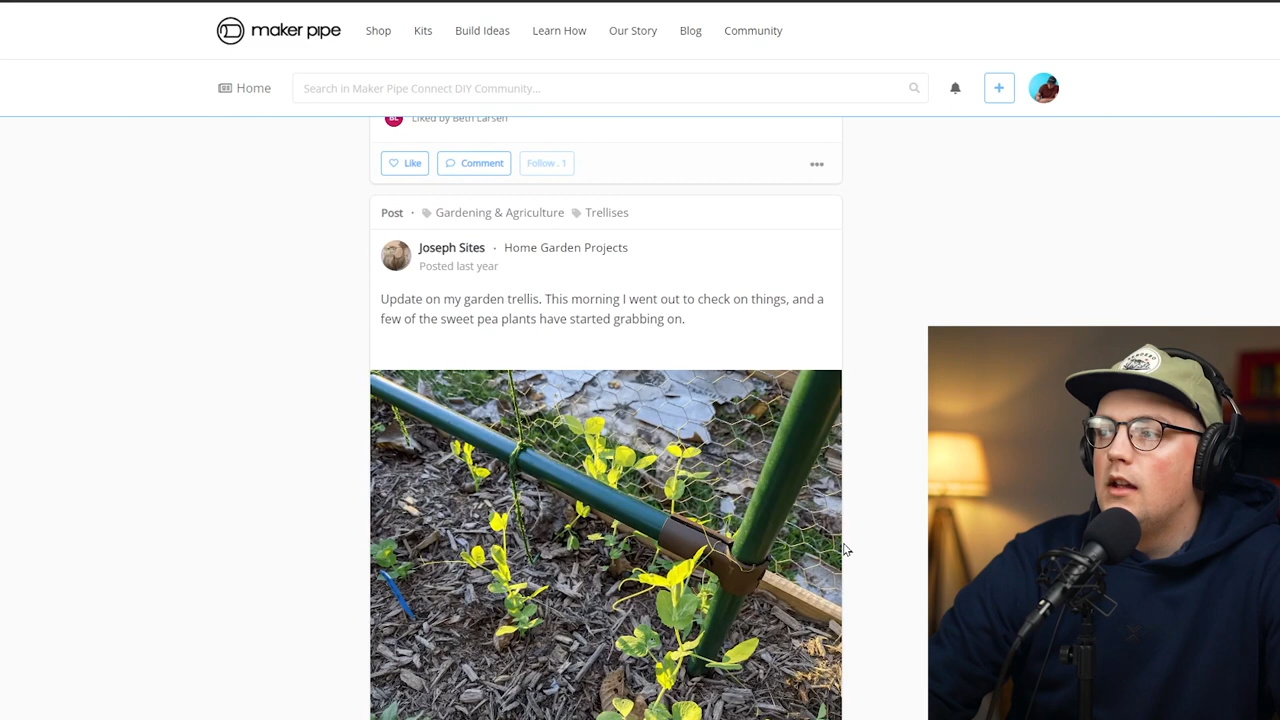 maker pipe Shop Kits Build Ideas Learn How Our Story Blog Community
Home Search in Maker Pipe Connect DIY Community...
BL Liked by Beth Larsen
Like Comment Follow . 1
Post · Gardening & Agriculture Trellises
Joseph Sites · Home Garden Projects
Posted last year
Update on my garden trellis. This morning I went out to check on things, and a
few of the sweet pea plants have started grabbing on.